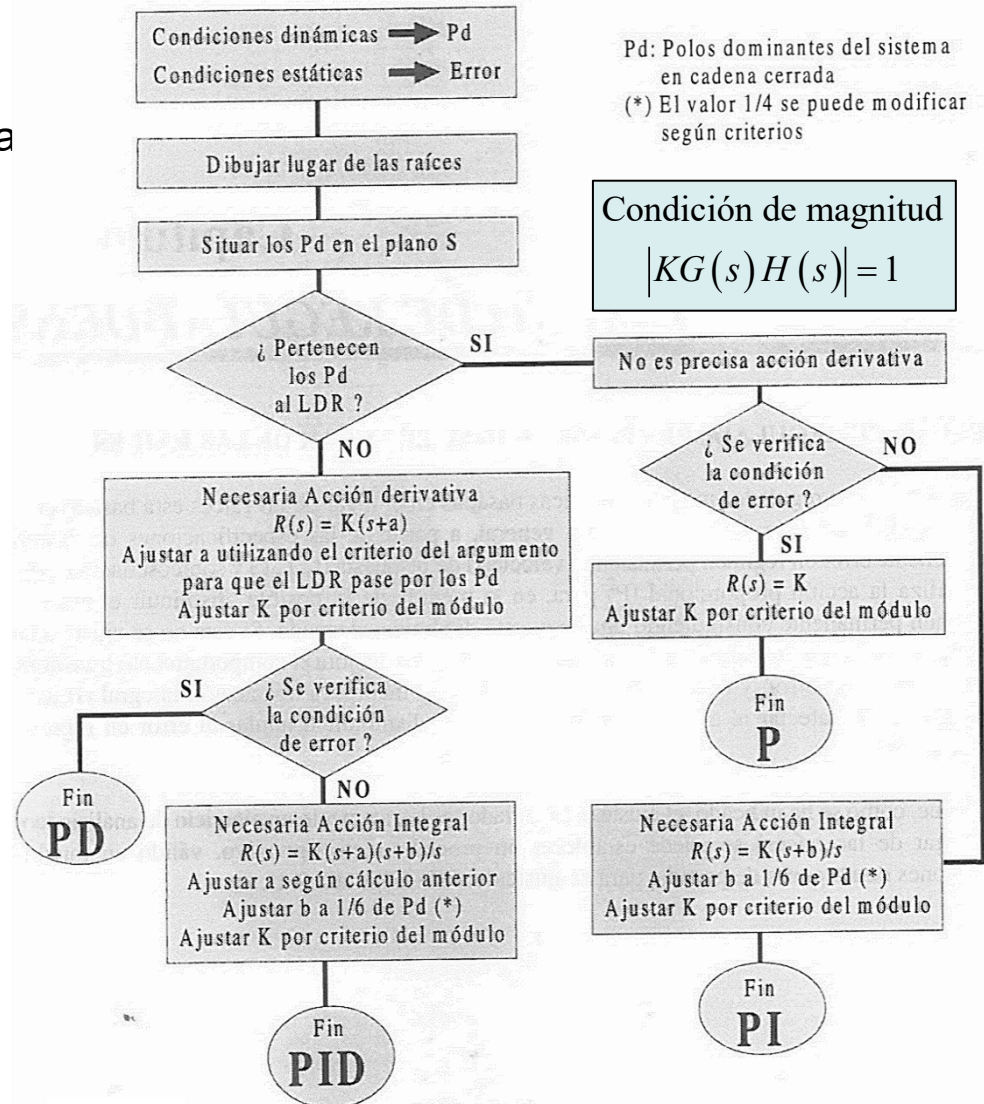 Condiciones dinámicas Pd
Condiciones estáticas Error
Pd: Polos dominantes del sistema
en cadena cerrada
(*) El valor 1/4 se puede modificar
según criterios
a
Dibujar lugar de las raíces
Situar los Pd en el plano S
Condición de magnitud
|KG(s)H(s)| = 1
¿ Pertenecen
los Pd
al LDR ?
SI
No es precisa acción derivativa
NO
¿ Se verifica
la condición
de error ?
NO
Necesaria Acción derivativa
R(s) = K(s+a)
Ajustar a utilizando el criterio del argumento
para que el LDR pase por los Pd
Ajustar K por criterio del módulo
SI
R(s) = K
Ajustar K por criterio del módulo
SI
¿ Se verifica
la condición
de error ?
Fin
P
NO
Fin
PD
Necesaria Acción Integral
R(s) = K(s+a)(s+b)/s
Ajustar a según cálculo anterior
Ajustar b a 1/6 de Pd (*)
Ajustar K por criterio del módulo
Necesaria Acción Integral
R(s) = K(s+b)/s
Ajustar b a 1/6 de Pd (*)
Ajustar K por criterio del módulo
Fin
PID
Fin
PI